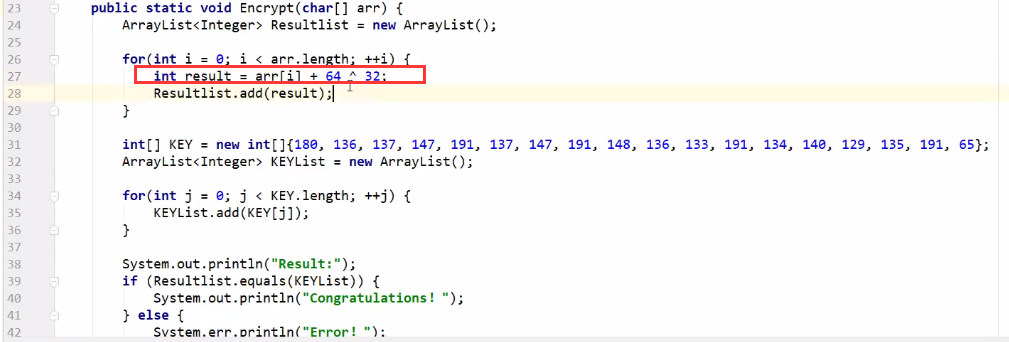 23 public static void Encrypt(char[] arr) {
24 ArrayList<Integer> Resultlist = new ArrayList();
25
26 for(int i = 0; i < arr.length; ++i) {
27 int result = arr[i] + 64 ^ 32;
28 Resultlist.add(result);
29 }
30
31 int[] KEY = new int[]{180, 136, 137, 147, 191, 137, 147, 191, 148, 136, 133, 191, 134, 140, 129, 135, 191, 65};
32 ArrayList<Integer> KEYList = new ArrayList();
33
34 for(int j = 0; j < KEY.length; ++j) {
35 KEYList.add(KEY[j]);
36 }
37
38 System.out.println("Result:");
39 if (Resultlist.equals(KEYList)) {
40 System.out.println("Congratulations! ");
41 } else {
42 System.err.println("Error! ");